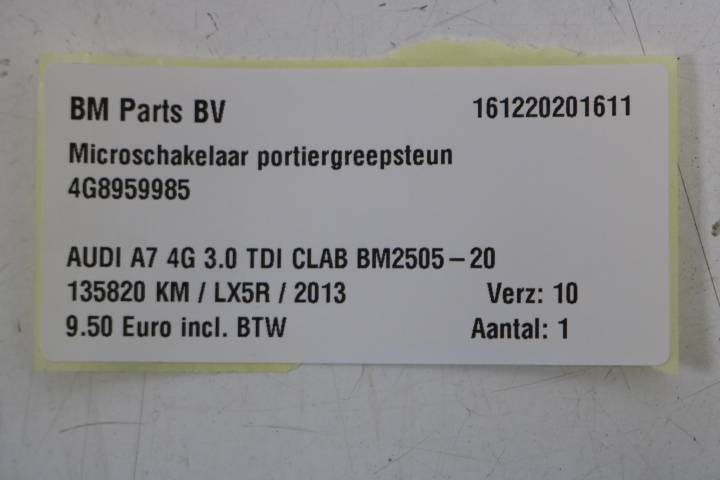 BM Parts BV 161220201611
Microschakelaar portiergreepsteun
4G8959985
AUDI A7 4G 3.0 TDI CLAB BM2505-20
135820 KM / LX5R / 2013 Verz: 10
9.50 Euro incl. BTW Aantal: 1